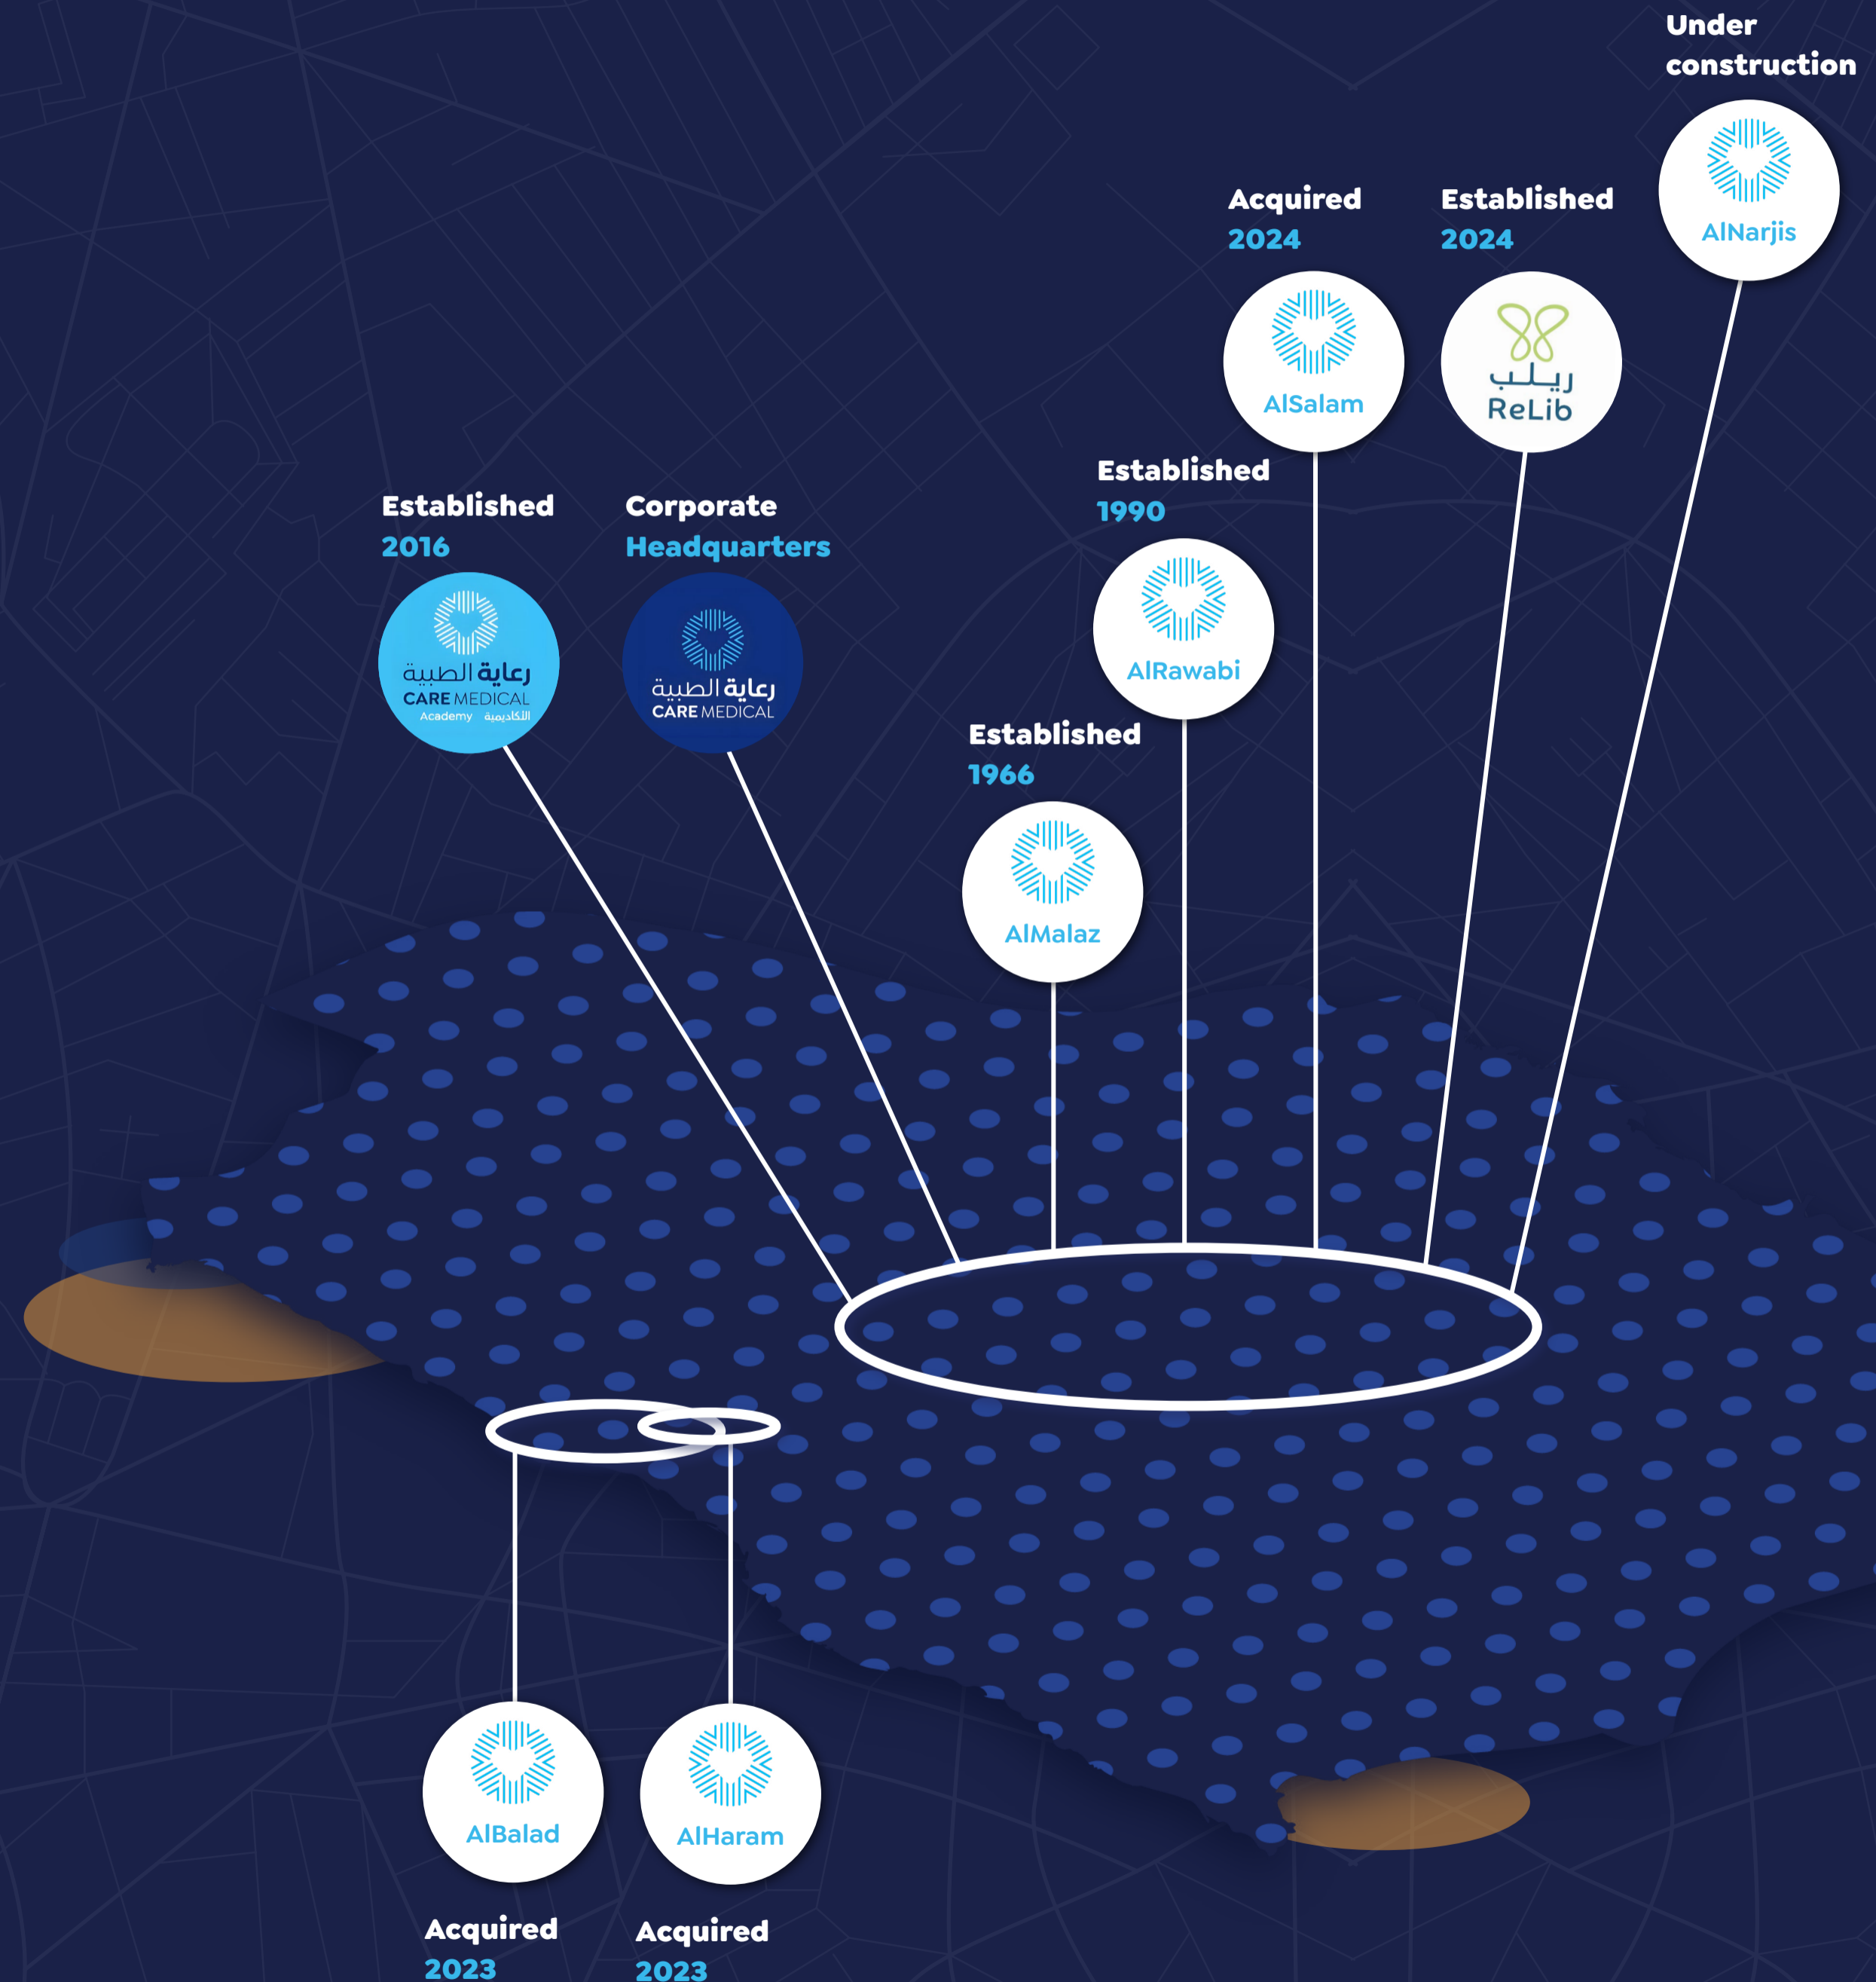 Under
construction
AlNarjis
Acquired
2024
AlSalam
Established
2024
ريلب
ReLib
Established
1990
AlRawabi
Established
2016
رعاية الطبية
CARE MEDICAL
Academy الأكاديمية
Corporate
Headquarters
رعاية الطبية
CARE MEDICAL
Established
1966
AlMalaz
AlBalad
Acquired
2023
AlHaram
Acquired
2023